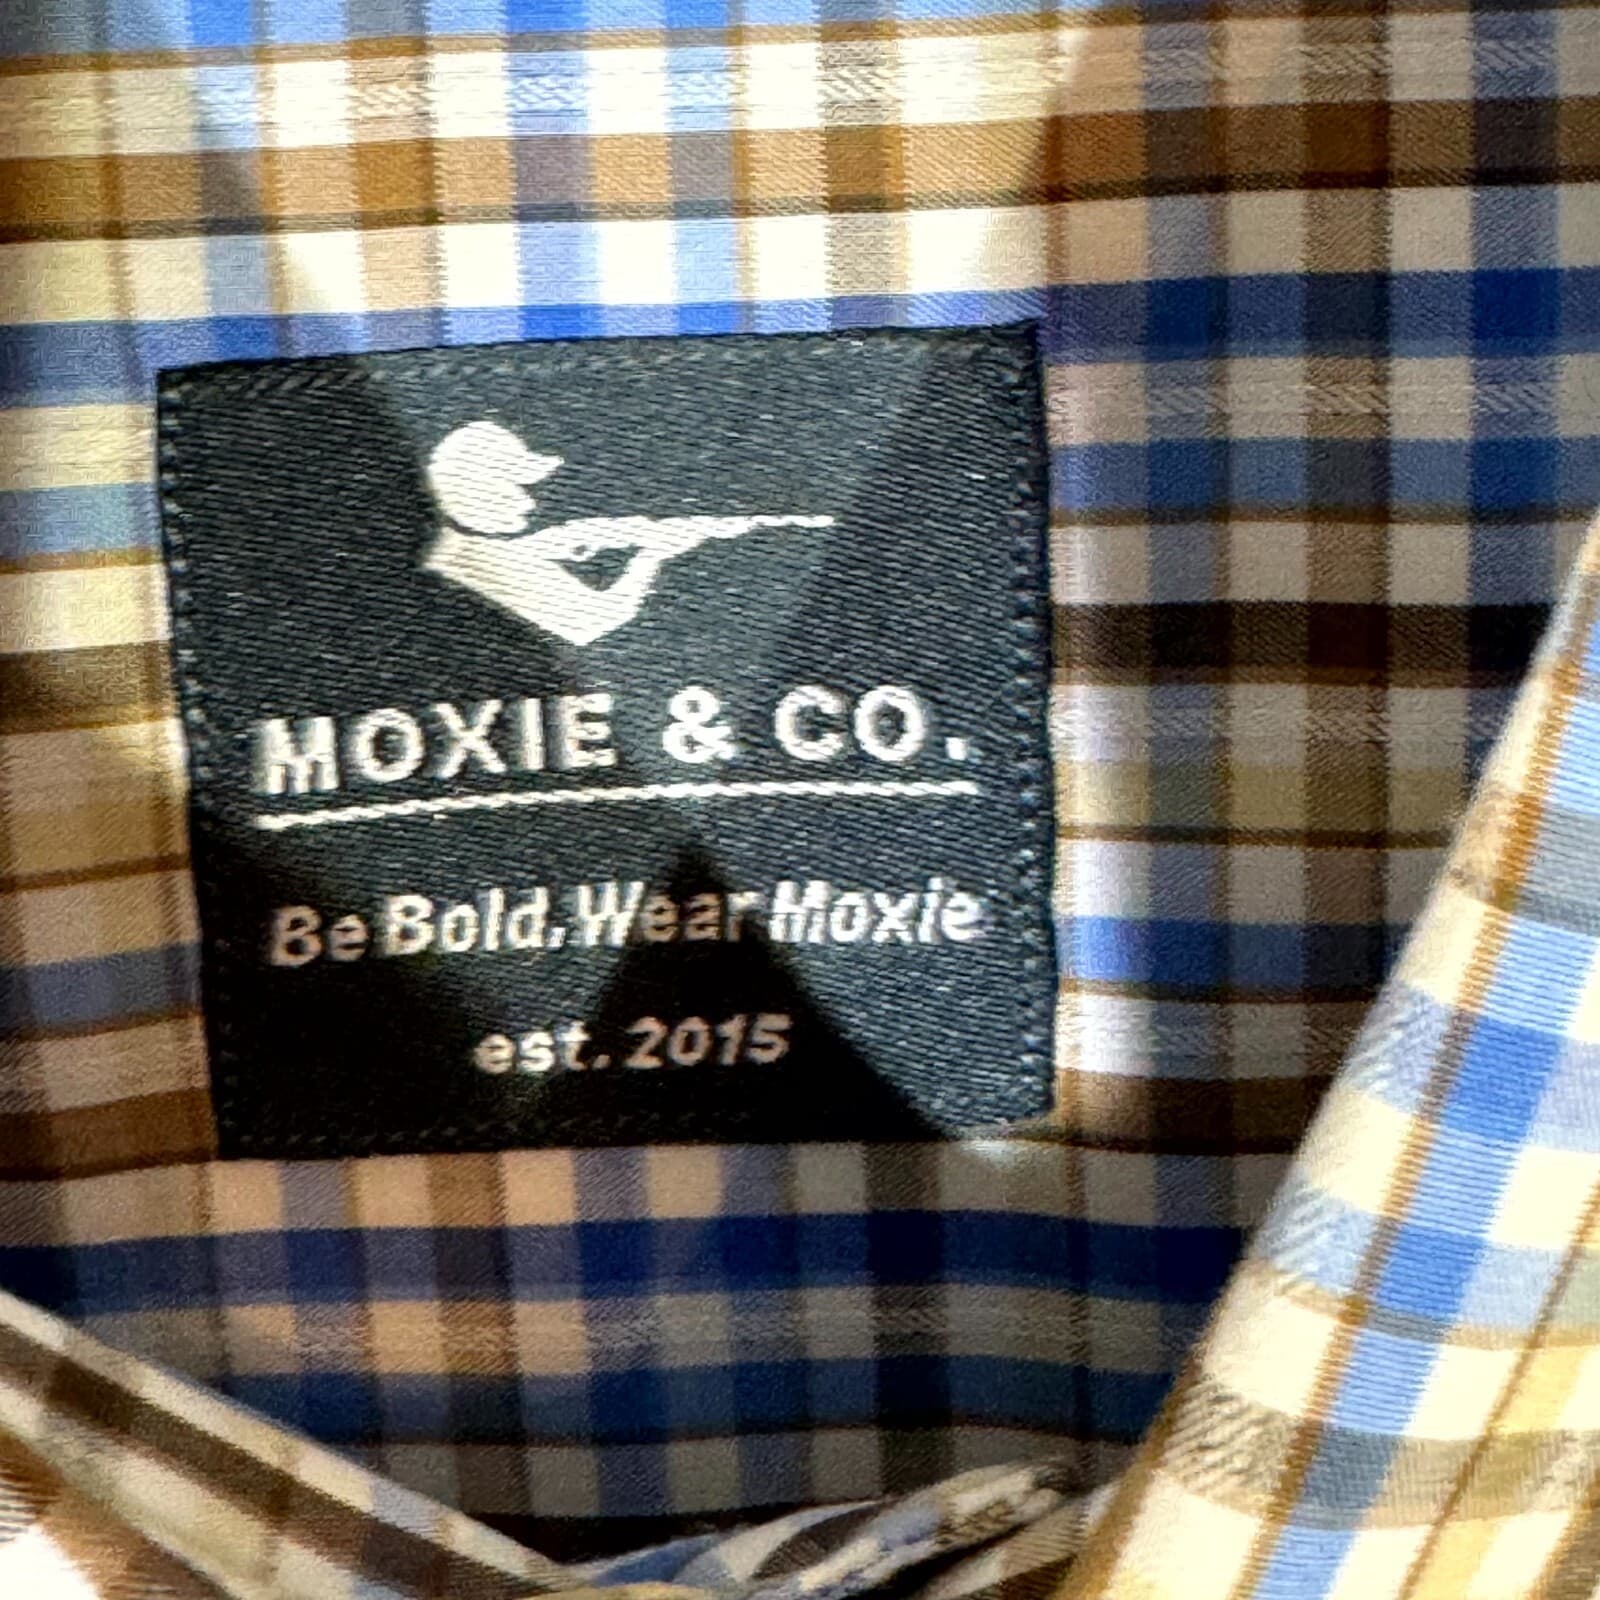 MOXIE & CO.
Be Bold, Wear Moxie
est. 2015